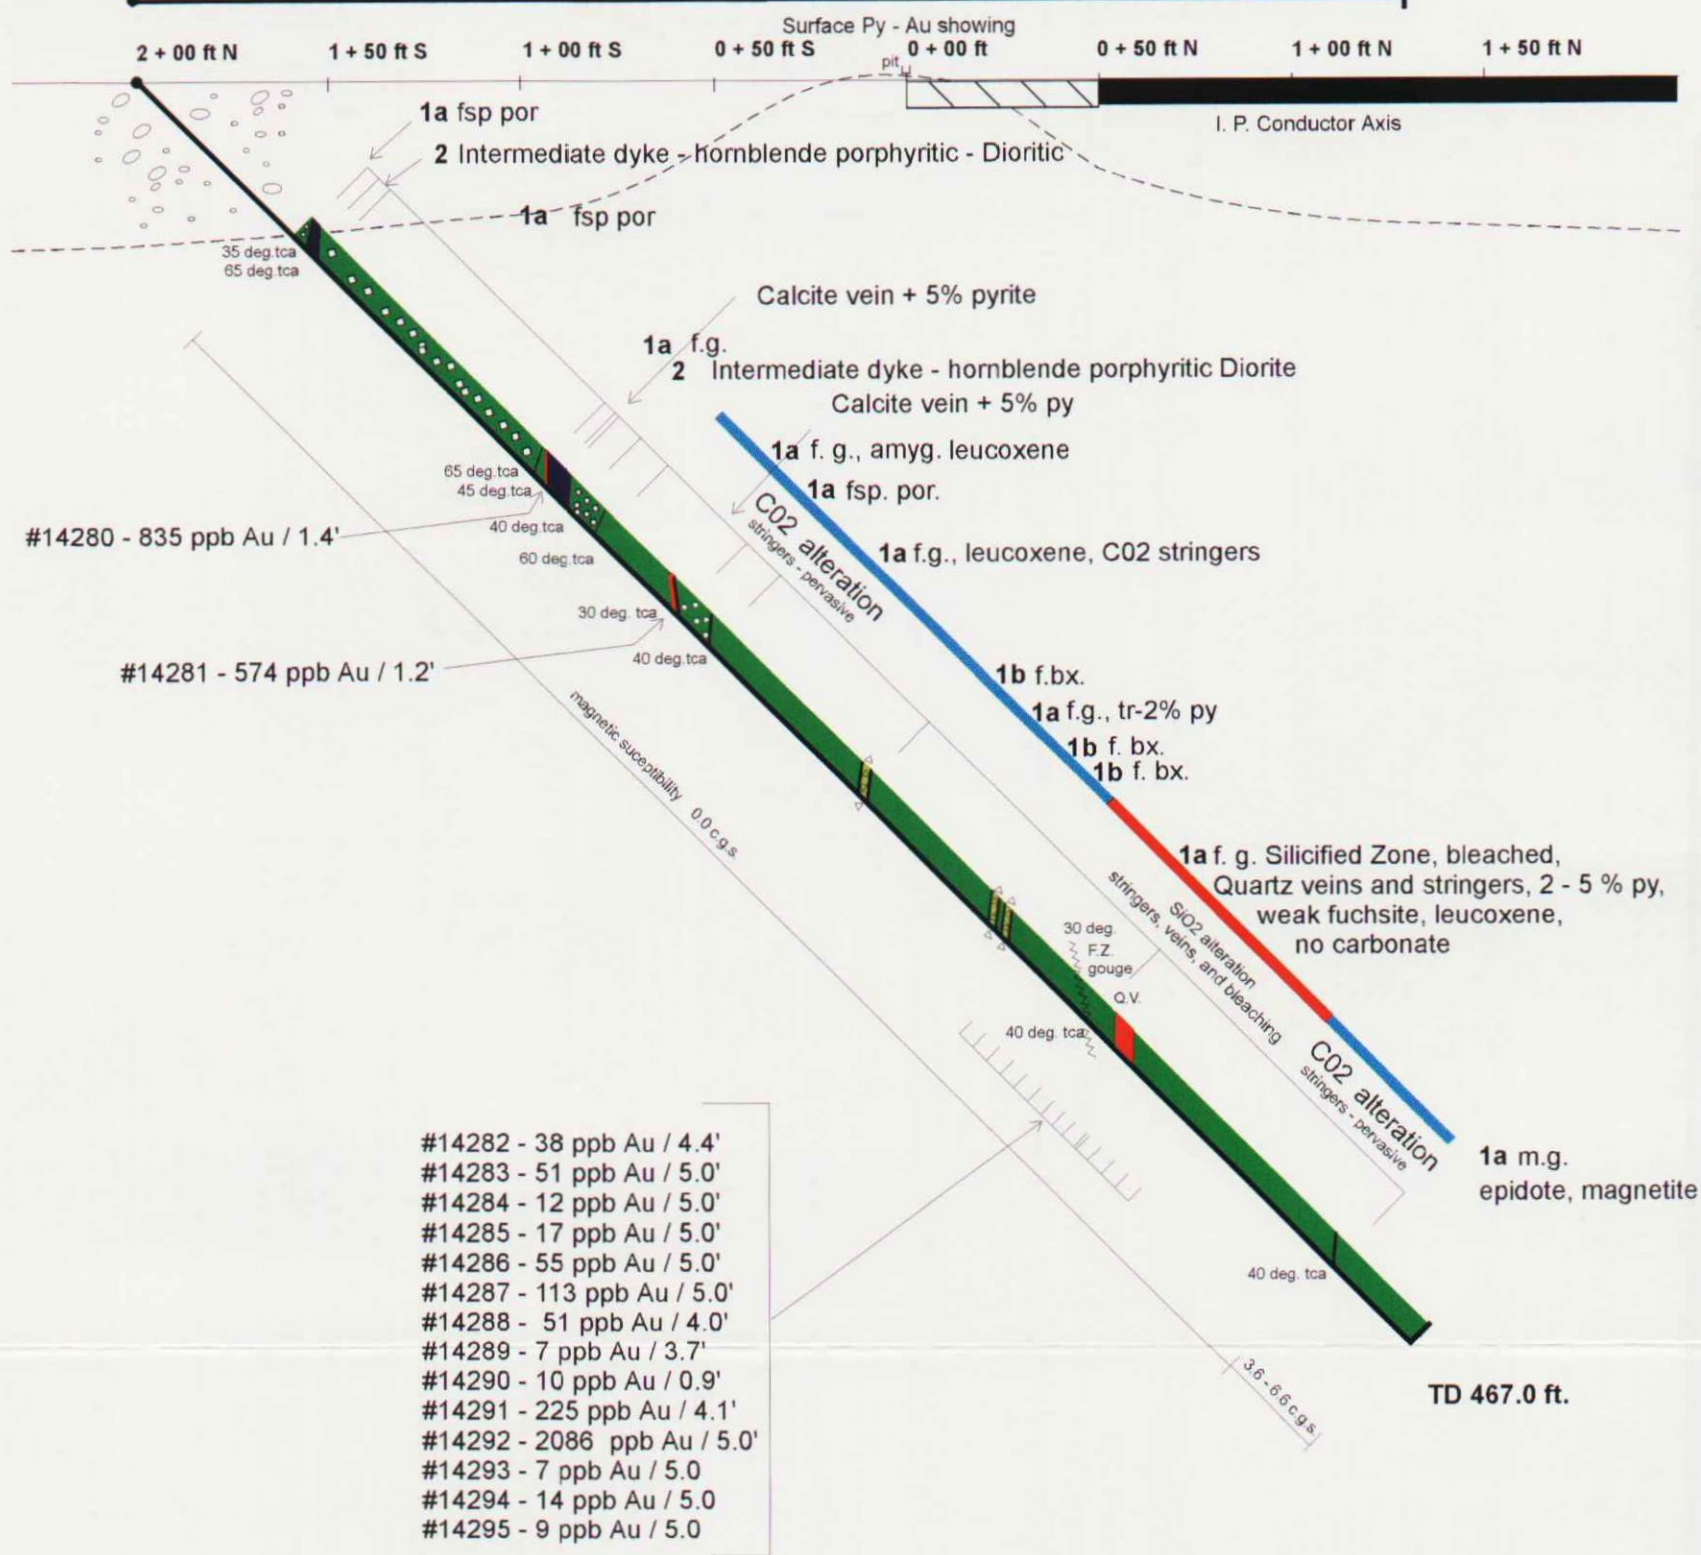 Surface Py - Au showing
2 + 00 ft N
1 + 50 ft S
1 + 00 ft S
0 + 50 ft S
0 + 00 ft
0 + 50 ft N
1 + 00 ft N
1 + 50 ft N
pit
I. P. Conductor Axis
1a fsp por
2 Intermediate dyke - hornblende porphyritic - Dioritic
1a fsp por
35 deg.tca
65 deg.tca
Calcite vein + 5% pyrite
1a f.g.
2 Intermediate dyke - hornblende porphyritic Diorite
Calcite vein + 5% py
1a f. g., amyg. leucoxene
1a fsp. por.
C02 alteration
stringers - pervasive
1a f.g., leucoxene, C02 stringers
65 deg.tca
45 deg.tca
40 deg.tca
60 deg.tca
#14280 - 835 ppb Au / 1.4'
30 deg. tca
40 deg.tca
#14281 - 574 ppb Au / 1.2'
magnetic suceptibility 0.0 c.g.s.
1b f.bx.
1a f.g., tr-2% py
1b f. bx.
1b f. bx.
1a f. g. Silicified Zone, bleached,
Quartz veins and stringers, 2 - 5 % py,
weak fuchsite, leucoxene,
no carbonate
SiO2 alteration
stringers, veins, and bleaching
30 deg.
F.Z.
gouge
Q.V.
40 deg. tca
C02 alteration
stringers - pervasive
1a m.g.
epidote, magnetite
40 deg. tca
#14282 - 38 ppb Au / 4.4'
#14283 - 51 ppb Au / 5.0'
#14284 - 12 ppb Au / 5.0'
#14285 - 17 ppb Au / 5.0'
#14286 - 55 ppb Au / 5.0'
#14287 - 113 ppb Au / 5.0'
#14288 - 51 ppb Au / 4.0'
#14289 - 7 ppb Au / 3.7'
#14290 - 10 ppb Au / 0.9'
#14291 - 225 ppb Au / 4.1'
#14292 - 2086 ppb Au / 5.0'
#14293 - 7 ppb Au / 5.0
#14294 - 14 ppb Au / 5.0
#14295 - 9 ppb Au / 5.0
3.6 - 6.6 c.g.s.
TD 467.0 ft.